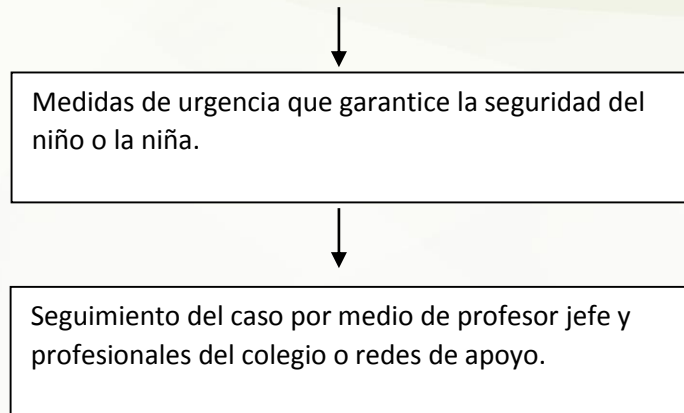 Medidas de urgencia que garantice la seguridad del
niño o la niña.
Seguimiento del caso por medio de profesor jefe y
profesionales del colegio o redes de apoyo.